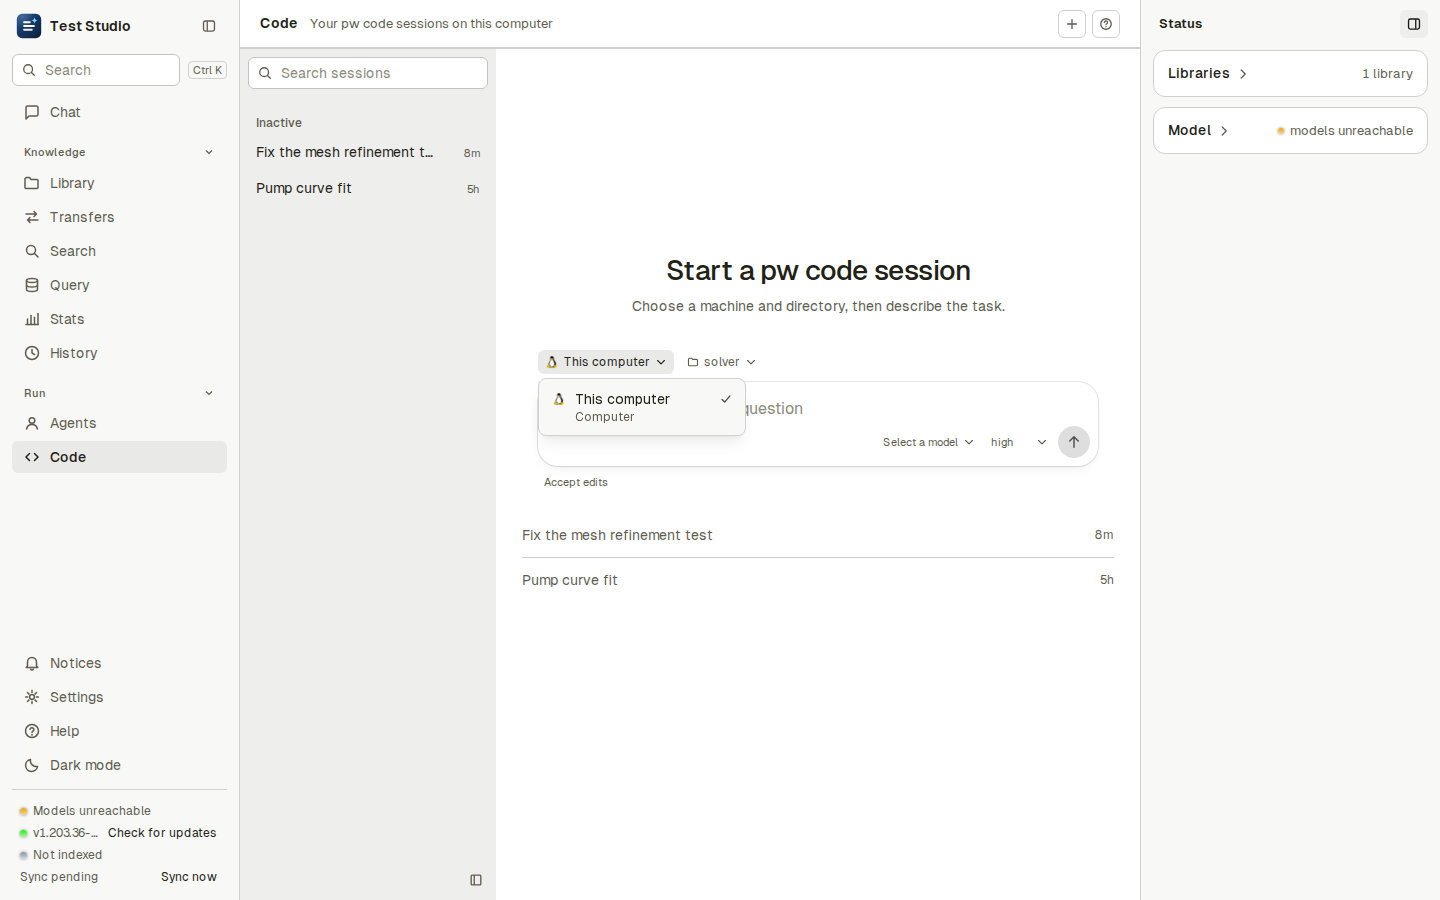 Test Studio
Search
Ctrl K
Chat
Knowledge
Library
Transfers
Search
Query
Stats
History
Run
Agents
Code
Notices
Settings
Help
Dark mode
Models unreachable
v1.203.36-… Check for updates
Not indexed
Sync pending Sync now
Code Your pw code sessions on this computer
Search sessions
Inactive
Fix the mesh refinement t… 8m
Pump curve fit 5h
Start a pw code session
Choose a machine and directory, then describe the task.
This computer solver
This computer
Computer
question
Select a model high
Accept edits
Fix the mesh refinement test 8m
Pump curve fit 5h
Status
Libraries 1 library
Model models unreachable